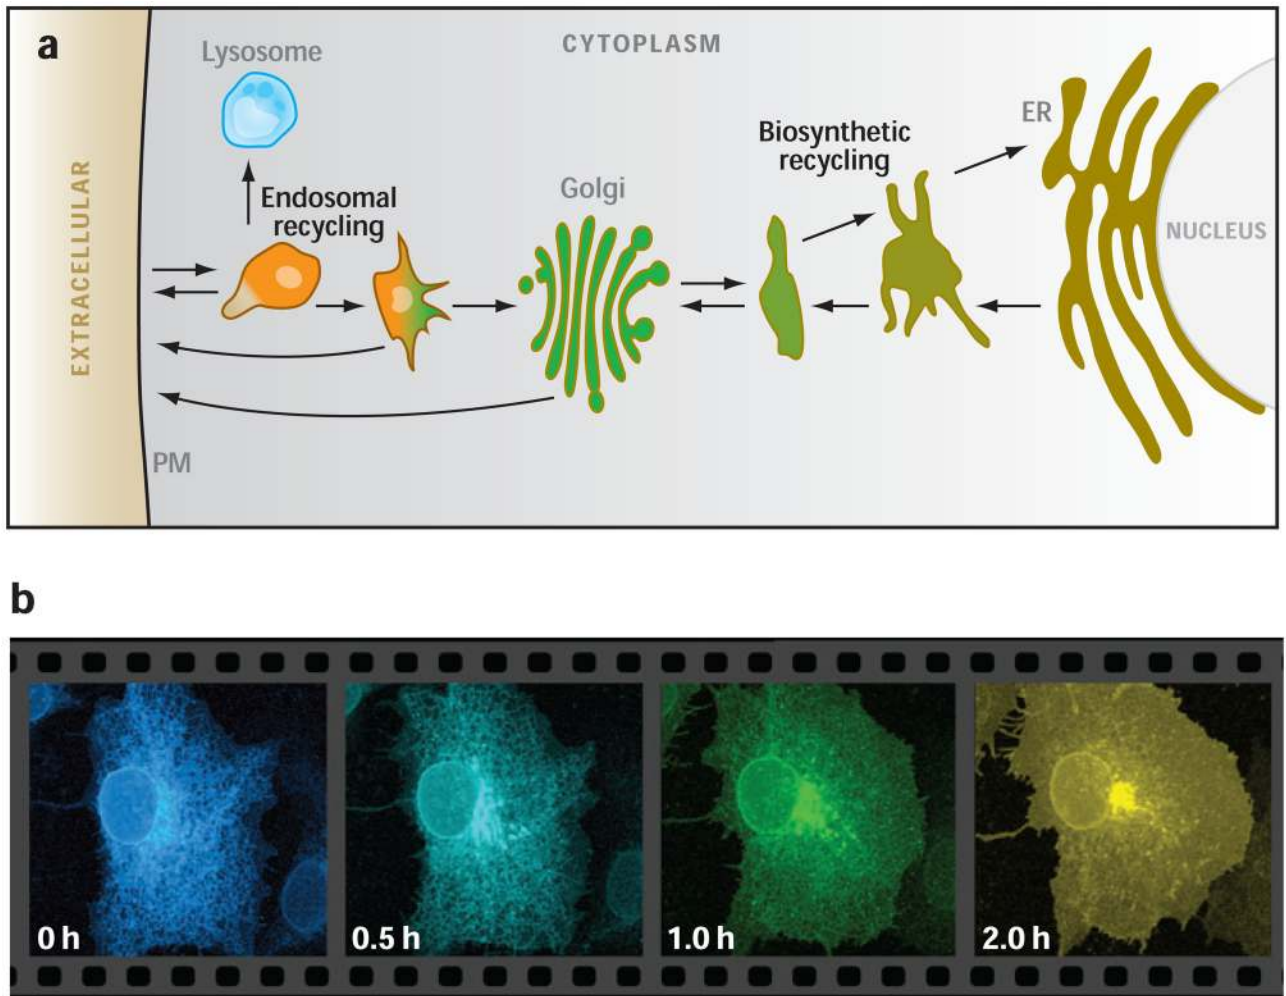 a
CYTOPLASM
Lysosome
ER
Biosynthetic
recycling
Endosomal
recycling
Golgi
EXTRACELLULAR
NUCLEUS
PM
b
0 h
0.5 h
1.0 h
2.0 h